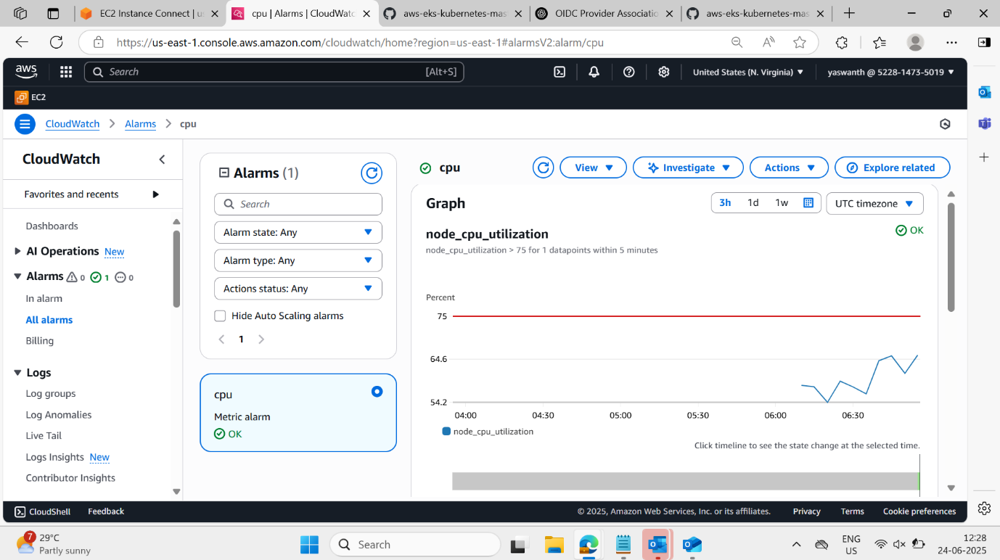 EC2 Instance Connect | us
cpu | Alarms | CloudWatc
aws-eks-kubernetes-mas
OIDC Provider Associatio
aws-eks-kubernetes-mas
https://us-east-1.console.aws.amazon.com/cloudwatch/home?region=us-east-1#alarmsV2:alarm/cpu
aws
Search
[Alt+S]
United States (N. Virginia)
yaswanth @ 5228-1473-5019
EC2
CloudWatch
Alarms
cpu
CloudWatch
Favorites and recents
Dashboards
AI Operations New
Alarms 0 1 0
In alarm
All alarms
Billing
Logs
Log groups
Log Anomalies
Live Tail
Logs Insights New
Contributor Insights
Alarms (1)
Search
Alarm state: Any
Alarm type: Any
Actions status: Any
Hide Auto Scaling alarms
1
cpu
Metric alarm
OK
cpu
View
Investigate
Actions
Explore related
Graph
3h 1d 1w
UTC timezone
node_cpu_utilization
OK
node_cpu_utilization > 75 for 1 datapoints within 5 minutes
Percent
75
64.6
54.2
04:00 04:30 05:00 05:30 06:00 06:30
node_cpu_utilization
Click timeline to see the state change at the selected time.
CloudShell
Feedback
© 2025, Amazon Web Services, Inc. or its affiliates.
Privacy
Terms
Cookie preferences
7
29°C
Partly sunny
Search
ENG
US
12:28
24-06-2025